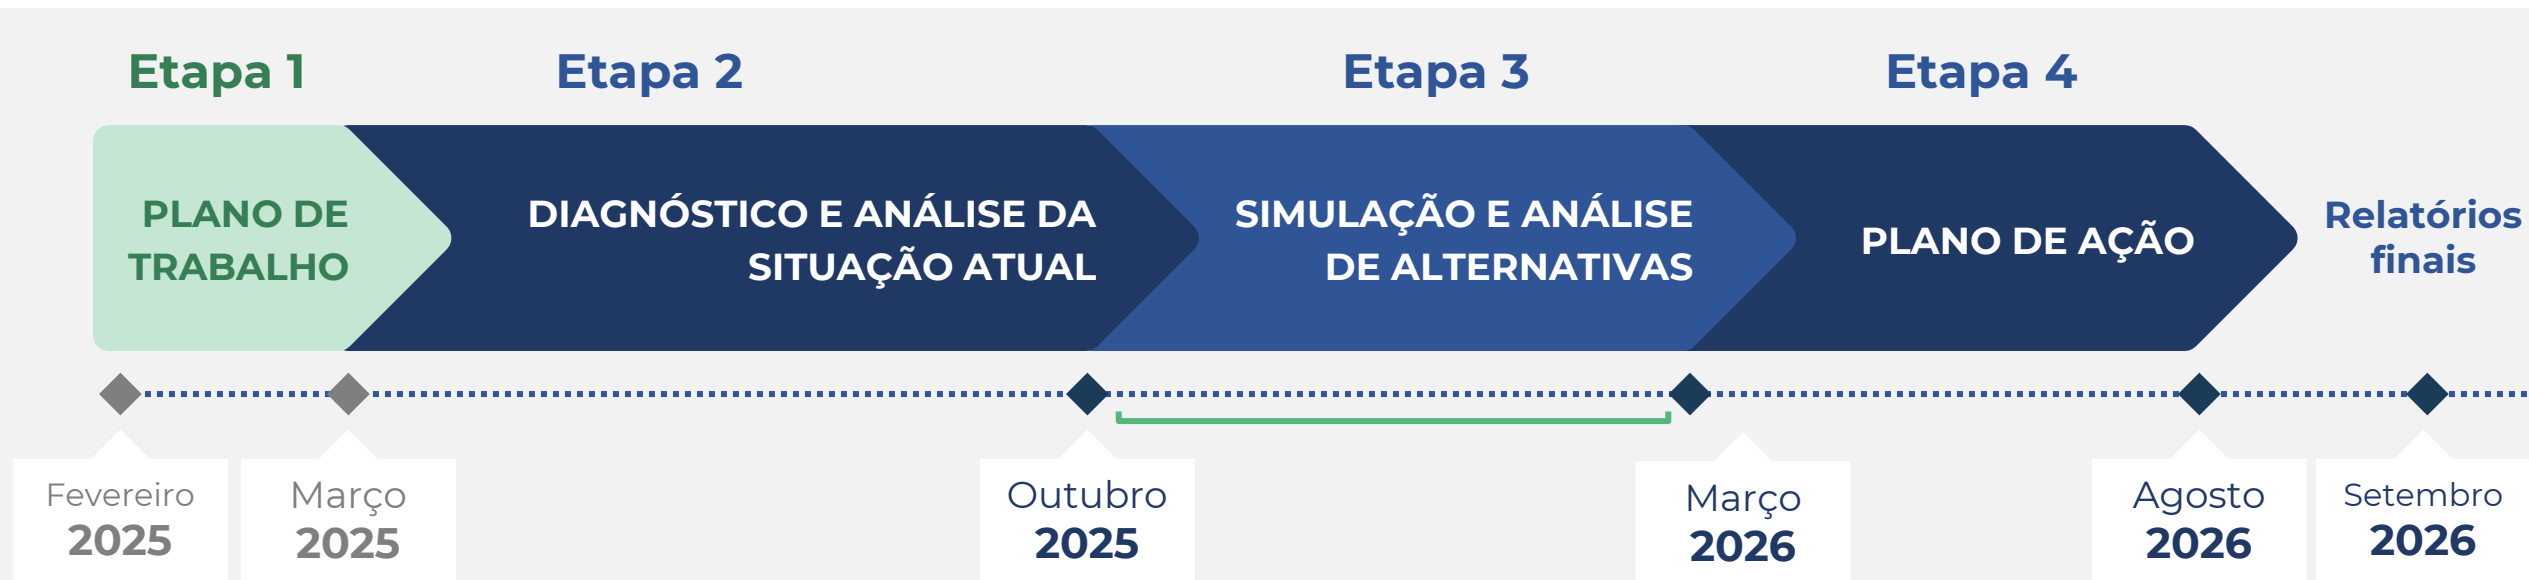 Etapa 1
Etapa 2
Etapa 3
Etapa 4
PLANO DE
TRABALHO
DIAGNÓSTICO E ANÁLISE DA
SITUAÇÃO ATUAL
SIMULAÇÃO E ANÁLISE
DE ALTERNATIVAS
PLANO DE AÇÃO
Relatórios
finais
Fevereiro
2025
Março
2025
Outubro
2025
Março
2026
Agosto
2026
Setembro
2026